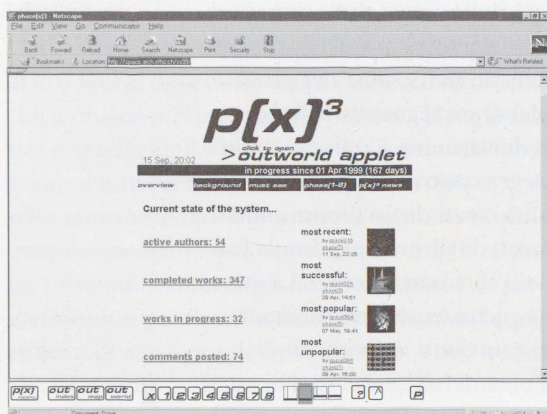 phase[x]3 - Netscape
File Edit View Go Communicator Help
Back Forward Reload Home Search Netscape Print Security Stop
N
Bookmarks Location: What's Related
p[x]³
click to open
>outworld applet
15 Sep, 20:02
in progress since 01 Apr 1999 (167 days)
overview background must see phase(1-8) p[x]³ news
Current state of the system...
most recent:
active authors: 54
11 Sep, 22:28
most
successful:
completed works: 347
09 Apr, 14:51
most popular:
works in progress: 32
07 May, 19:41
most
unpopular:
comments posted: 74
09 Apr, 15:00
p[x] out out out x 1 2 3 4 5 6 7 8 ? p
Document: Done